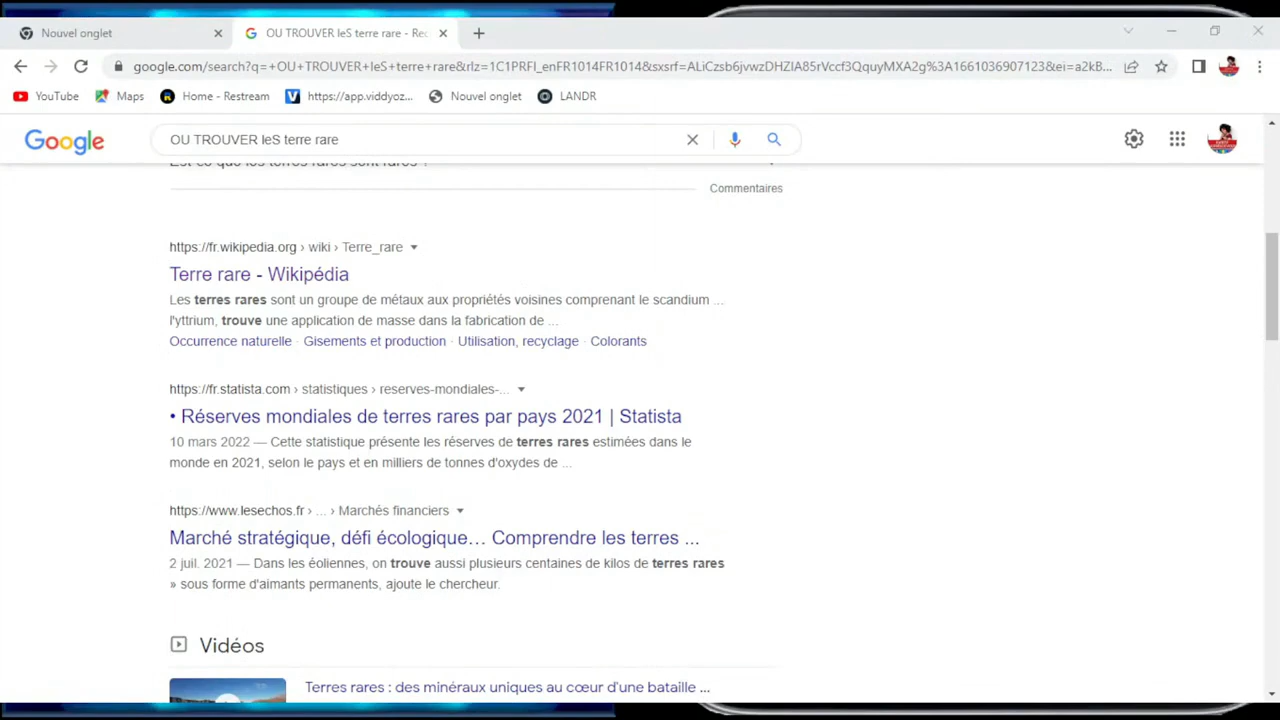 Nouvel onglet
OU TROUVER leS terre rare - Rec
google.com/search?q=+OU+TROUVER+leS+terre+rare&rlz=1C1PRFI_enFR1014FR1014&sxsrf=ALiCzsb6jvwzDHZIA85rVccf3QquyMXA2g%3A1661036907123&ei=a2kB...
YouTube
Maps
Home - Restream
https://app.viddyoz...
Nouvel onglet
LANDR
Google
OU TROUVER leS terre rare
Est-ce que les terres rares sont rares ?
Commentaires
https://fr.wikipedia.org › wiki › Terre_rare
Terre rare - Wikipédia
Les terres rares sont un groupe de métaux aux propriétés voisines comprenant le scandium ...
l'yttrium, trouve une application de masse dans la fabrication de ...
Occurrence naturelle · Gisements et production · Utilisation, recyclage · Colorants
https://fr.statista.com › statistiques › reserves-mondiales-...
• Réserves mondiales de terres rares par pays 2021 | Statista
10 mars 2022 — Cette statistique présente les réserves de terres rares estimées dans le
monde en 2021, selon le pays et en milliers de tonnes d'oxydes de ...
https://www.lesechos.fr › ... › Marchés financiers
Marché stratégique, défi écologique… Comprendre les terres ...
2 juil. 2021 — Dans les éoliennes, on trouve aussi plusieurs centaines de kilos de terres rares
» sous forme d'aimants permanents, ajoute le chercheur.
Vidéos
Terres rares : des minéraux uniques au cœur d'une bataille ...